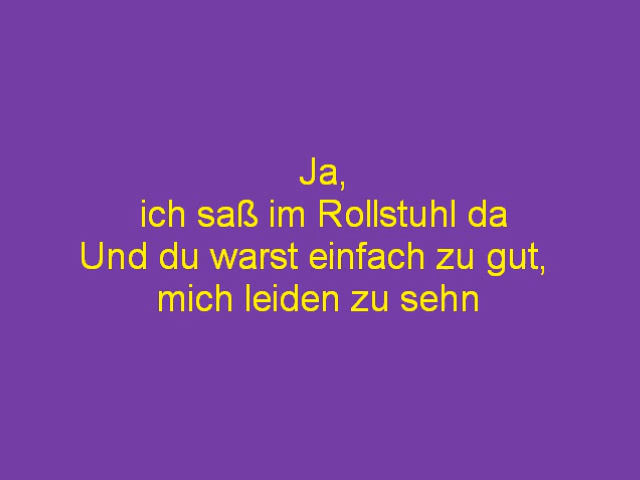 Ja,
ich saß im Rollstuhl da
Und du warst einfach zu gut,
mich leiden zu sehn